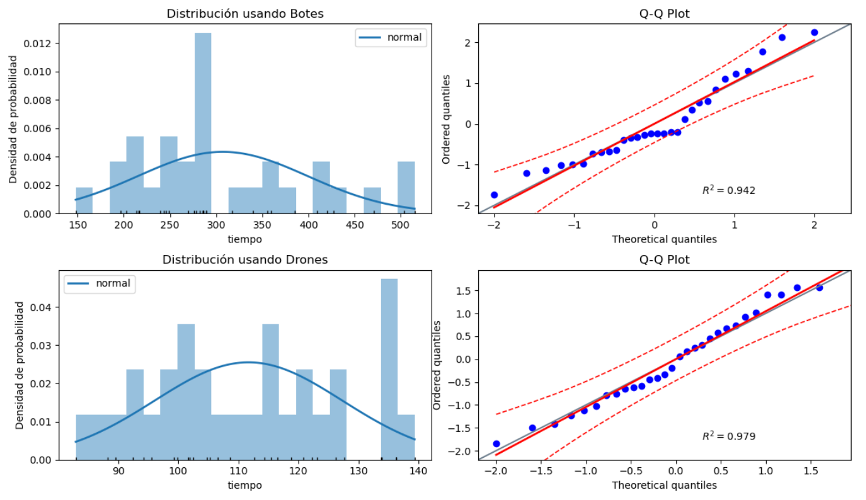 Distribución usando Botes
normal
Densidad de probabilidad
0.012
0.010
0.008
0.006
0.004
0.002
0.000
150 200 250 300 350 400 450 500
tiempo
Q-Q Plot
Ordered quantiles
2
1
0
−1
−2
R² = 0.942
−2 −1 0 1 2
Theoretical quantiles
Distribución usando Drones
normal
Densidad de probabilidad
0.04
0.03
0.02
0.01
0.00
90 100 110 120 130 140
tiempo
Q-Q Plot
Ordered quantiles
1.5
1.0
0.5
0.0
−0.5
−1.0
−1.5
−2.0
R² = 0.979
−2.0 −1.5 −1.0 −0.5 0.0 0.5 1.0 1.5
Theoretical quantiles